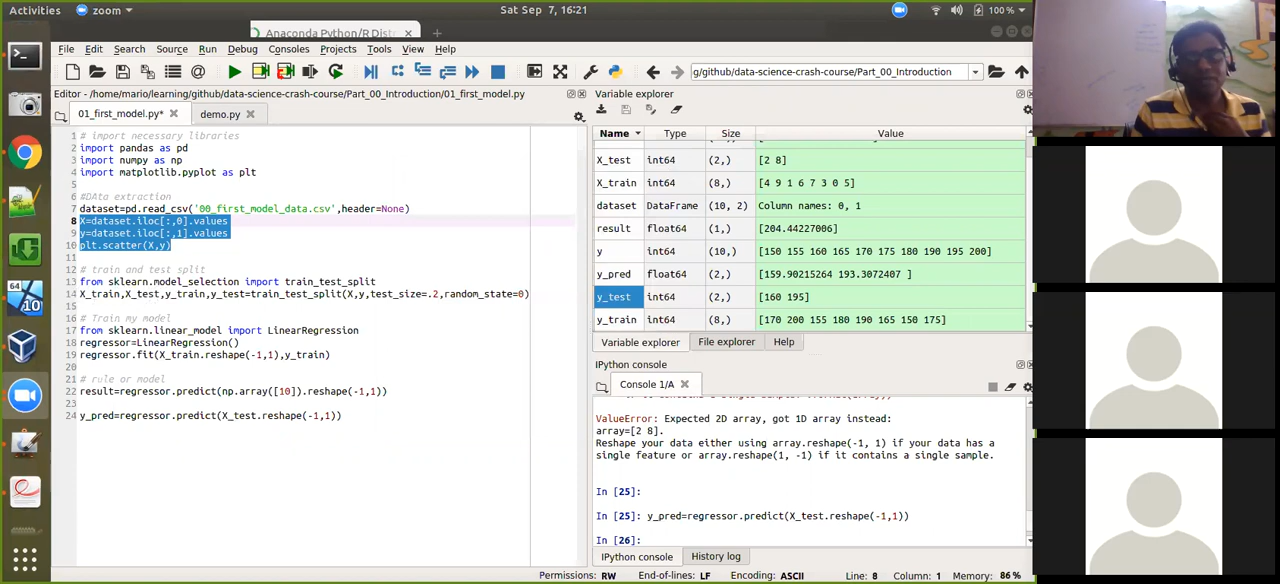 Activities
zoom
Sat Sep 7, 16:21
100 %
Anaconda Python/R Dist
File Edit Search Source Run Debug Consoles Projects Tools View Help
g/github/data-science-crash-course/Part_00_Introduction
Editor - /home/mario/learning/github/data-science-crash-course/Part_00_Introduction/01_first_model.py
01_first_model.py*
demo.py
1 # import necessary libraries
2 import pandas as pd
3 import numpy as np
4 import matplotlib.pyplot as plt
5
6 #DAta extraction
7 dataset=pd.read_csv('00_first_model_data.csv',header=None)
8 X=dataset.iloc[:,0].values
9 y=dataset.iloc[:,1].values
10 plt.scatter(X,y)
11
12 # train and test split
13 from sklearn.model_selection import train_test_split
14 X_train,X_test,y_train,y_test=train_test_split(X,y,test_size=.2,random_state=0)
15
16 # Train my model
17 from sklearn.linear_model import LinearRegression
18 regressor=LinearRegression()
19 regressor.fit(X_train.reshape(-1,1),y_train)
20
21 # rule or model
22 result=regressor.predict(np.array([10]).reshape(-1,1))
23
24 y_pred=regressor.predict(X_test.reshape(-1,1))
Variable explorer
Name Type Size Value
X_test int64 (2,) [2 8]
X_train int64 (8,) [4 9 1 6 7 3 0 5]
dataset DataFrame (10, 2) Column names: 0, 1
result float64 (1,) [204.44227006]
y int64 (10,) [150 155 160 165 170 175 180 190 195 200]
y_pred float64 (2,) [159.90215264 193.3072407 ]
y_test int64 (2,) [160 195]
y_train int64 (8,) [170 200 155 180 190 165 150 175]
Variable explorer File explorer Help
IPython console
Console 1/A
ValueError: Expected 2D array, got 1D array instead:
array=[2 8].
Reshape your data either using array.reshape(-1, 1) if your data has a
single feature or array.reshape(1, -1) if it contains a single sample.
In [25]:
In [25]: y_pred=regressor.predict(X_test.reshape(-1,1))
In [26]:
IPython console History log
Permissions: RW End-of-lines: LF Encoding: ASCII Line: 8 Column: 1 Memory: 86 %
64
10